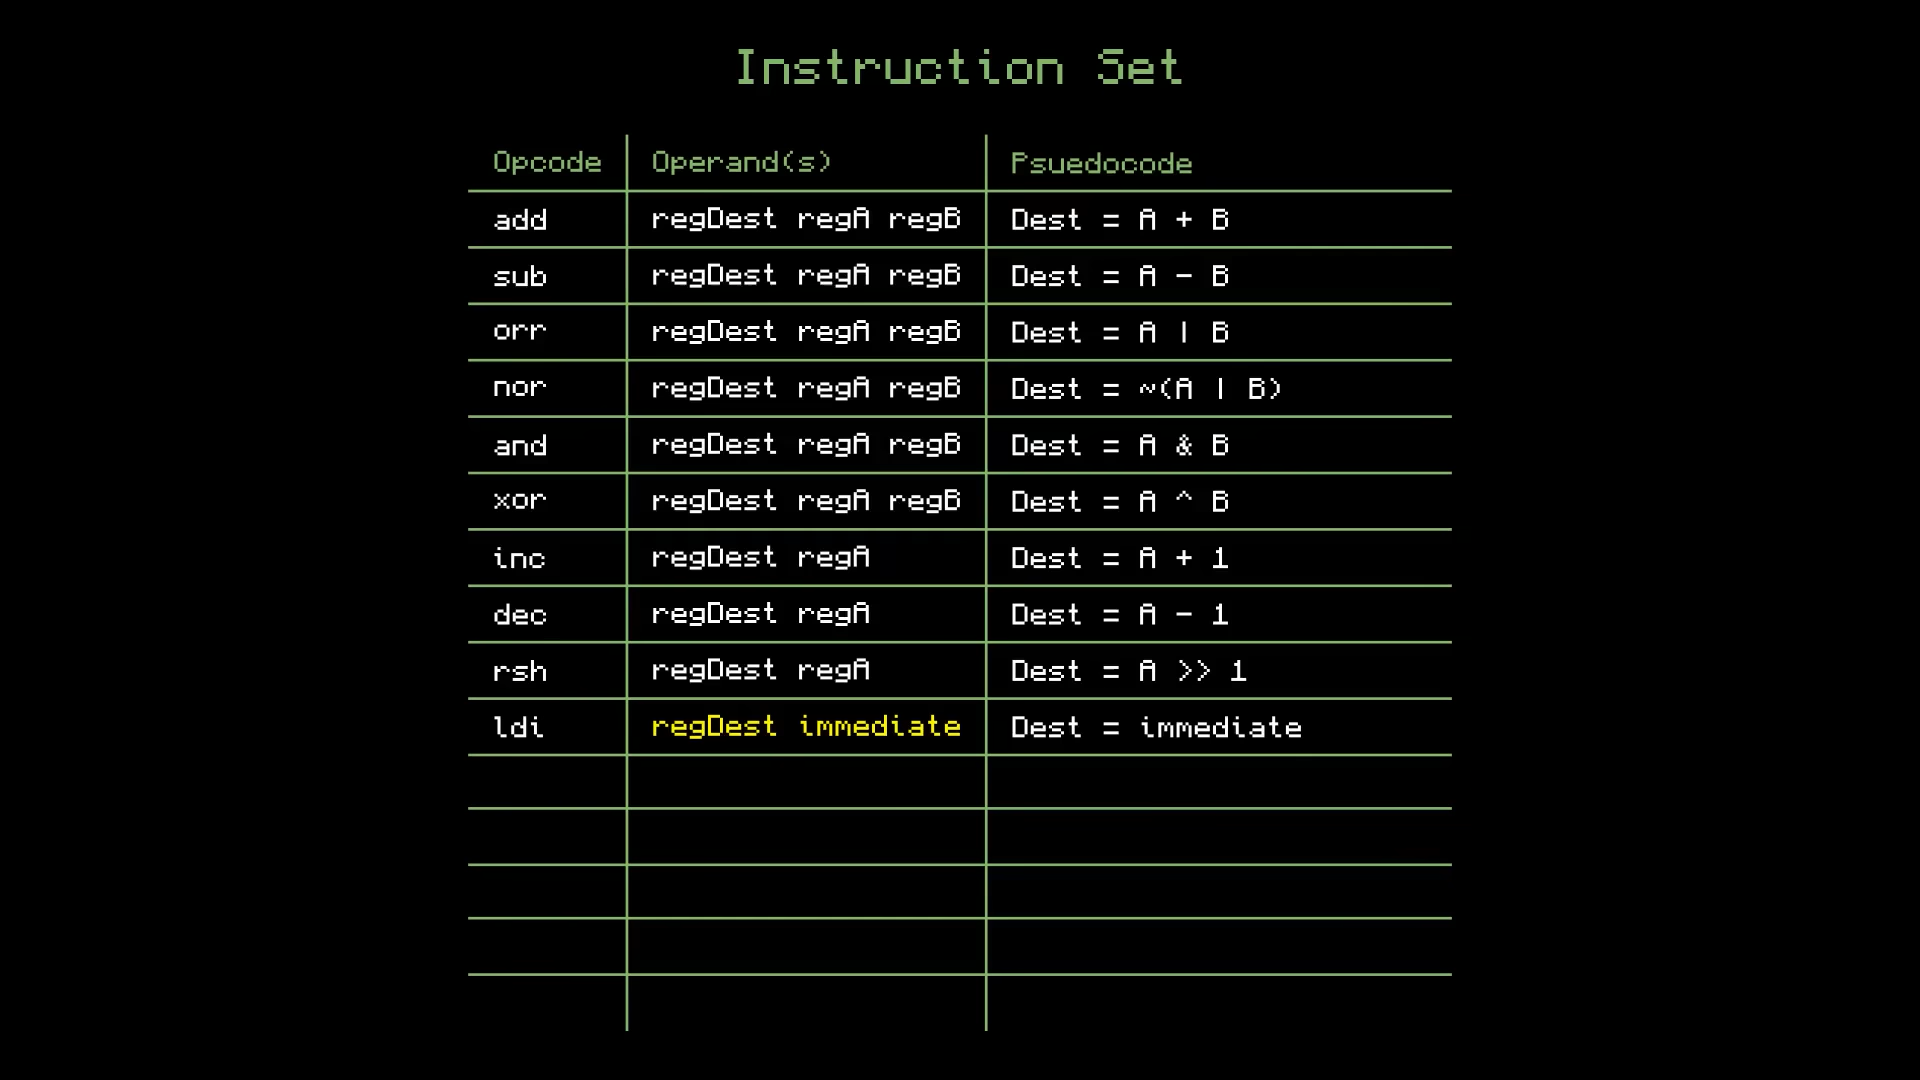 Instruction Set
Opcode Operand(s) Psuedocode
add regDest regA regB Dest = A + B
sub regDest regA regB Dest = A - B
orr regDest regA regB Dest = A | B
nor regDest regA regB Dest = ~(A | B)
and regDest regA regB Dest = A & B
xor regDest regA regB Dest = A ^ B
inc regDest regA Dest = A + 1
dec regDest regA Dest = A - 1
rsh regDest regA Dest = A >> 1
ldi regDest immediate Dest = immediate